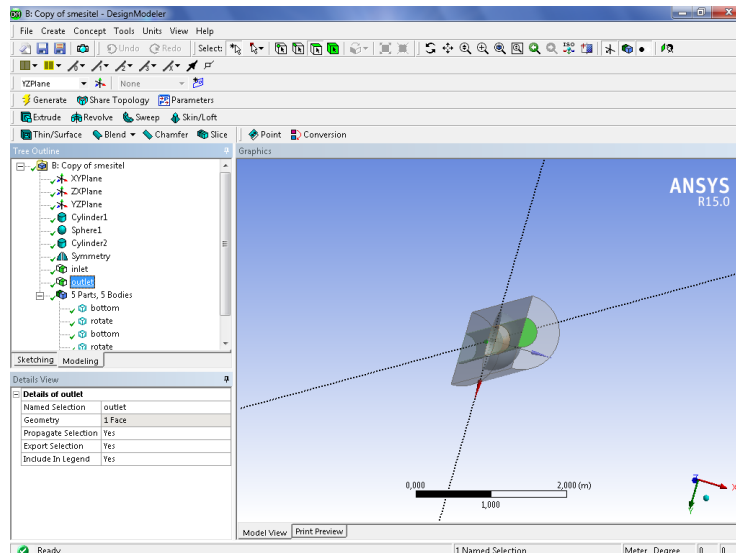 B: Copy of smesitel - DesignModeler
File Create Concept Tools Units View Help
Undo Redo Select:
YZPlane None
Generate Share Topology Parameters
Extrude Revolve Sweep Skin/Loft
Thin/Surface Blend Chamfer Slice Point Conversion
Tree Outline
B: Copy of smesitel
XYPlane
ZXPlane
YZPlane
Cylinder1
Sphere1
Cylinder2
Symmetry
inlet
outlet
5 Parts, 5 Bodies
bottom
rotate
bottom
rotate
Sketching Modeling
Details View
Details of outlet
Named Selection outlet
Geometry 1 Face
Propagate Selection Yes
Export Selection Yes
Include In Legend Yes
Graphics
ANSYS
R15.0
0,000 2,000 (m)
1,000
Z
X
Model View Print Preview
Ready 1 Named Selection Meter Degree 0 0